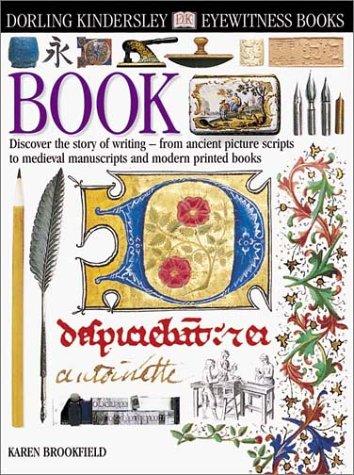 DORLING KINDERSLEY DK EYEWITNESS BOOKS
永
BOOK
Discover the story of writing – from ancient picture scripts
to medieval manuscripts and modern printed books
D
antoinette
KAREN BROOKFIELD